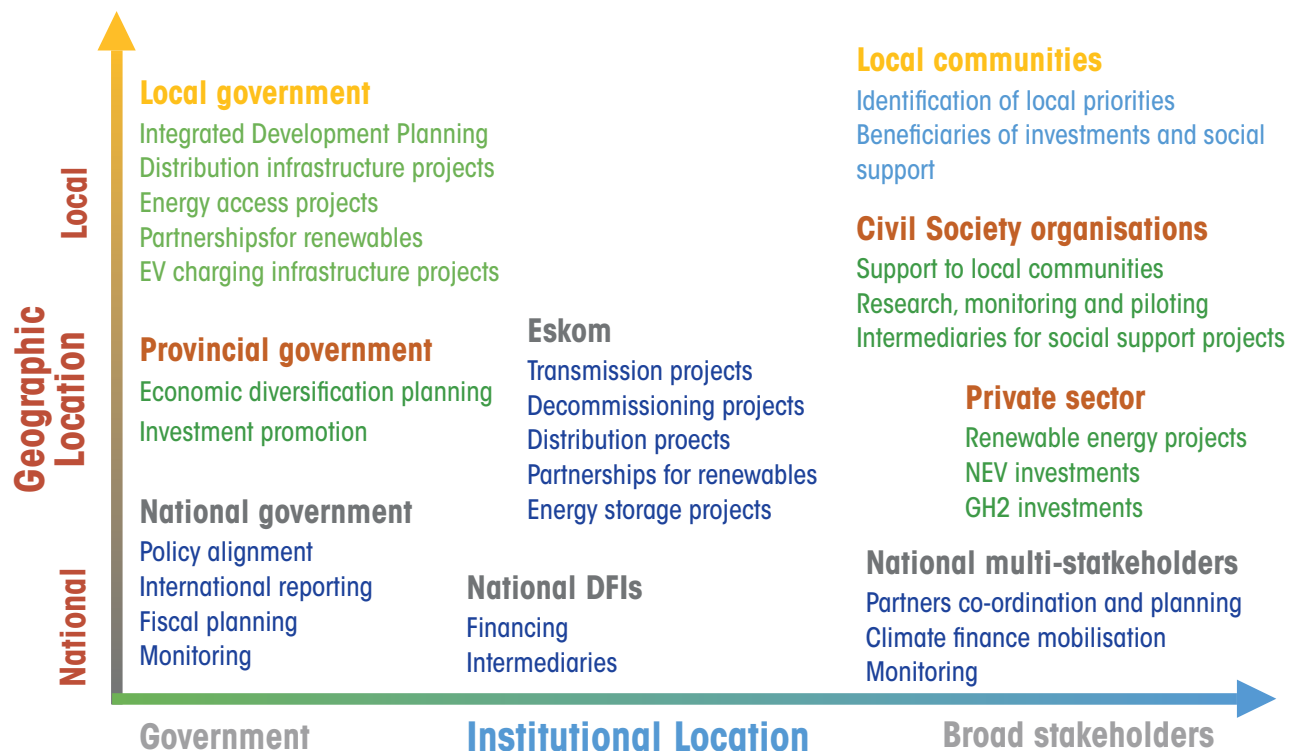 Local government
Integrated Development Planning
Distribution infrastructure projects
Energy access projects
Partnershipsfor renewables
EV charging infrastructure projects
Local communities
Identification of local priorities
Beneficiaries of investments and social
support
Civil Society organisations
Support to local communities
Research, monitoring and piloting
Intermediaries for social support projects
Provincial government
Economic diversification planning
Investment promotion
Eskom
Transmission projects
Decommissioning projects
Distribution proects
Partnerships for renewables
Energy storage projects
Private sector
Renewable energy projects
NEV investments
GH2 investments
National government
Policy alignment
International reporting
Fiscal planning
Monitoring
National DFIs
Financing
Intermediaries
National multi-statkeholders
Partners co-ordination and planning
Climate finance mobilisation
Monitoring
Local
Geographic
Location
National
Government
Institutional Location
Broad stakeholders